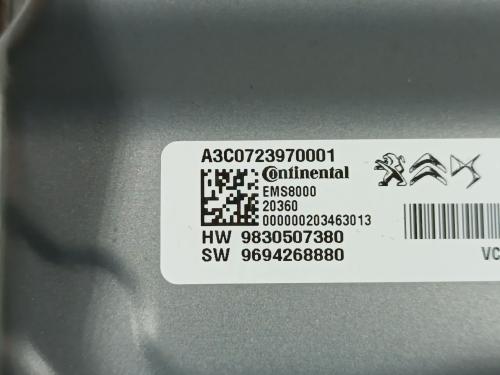 A3C0723970001
Continental
EMS8000
20360
000000203463013
HW 9830507380
SW 9694268880
VC